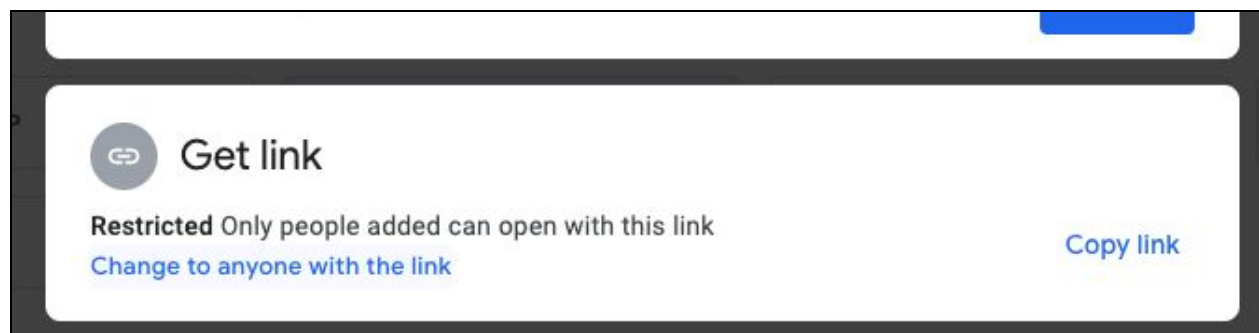 Get link
Restricted Only people added can open with this link
Change to anyone with the link
Copy link